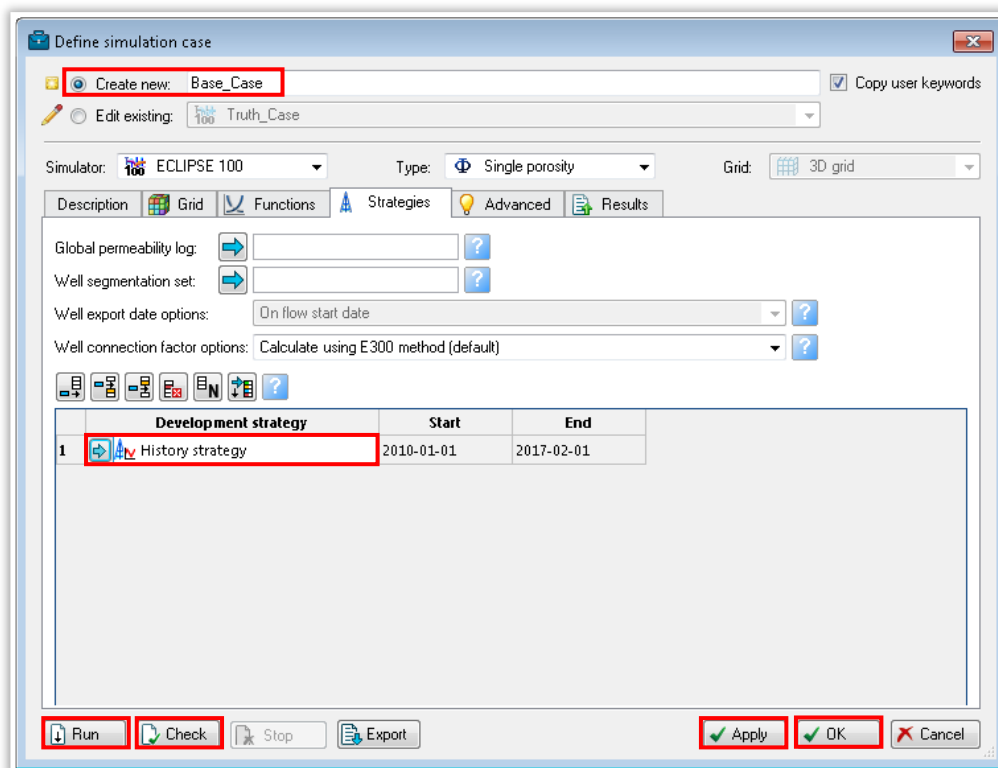 Define simulation case
Create new: Base_Case Copy user keywords
Edit existing: 100 Truth_Case
Simulator: 100 ECLIPSE 100 Type: Φ Single porosity Grid: 3D grid
Description Grid Functions Strategies Advanced Results
Global permeability log: ?
Well segmentation set: ?
Well export date options: On flow start date ?
Well connection factor options: Calculate using E300 method (default) ?
N ?
Development strategy Start End
1 History strategy 2010-01-01 2017-02-01
Run Check Stop Export Apply OK Cancel